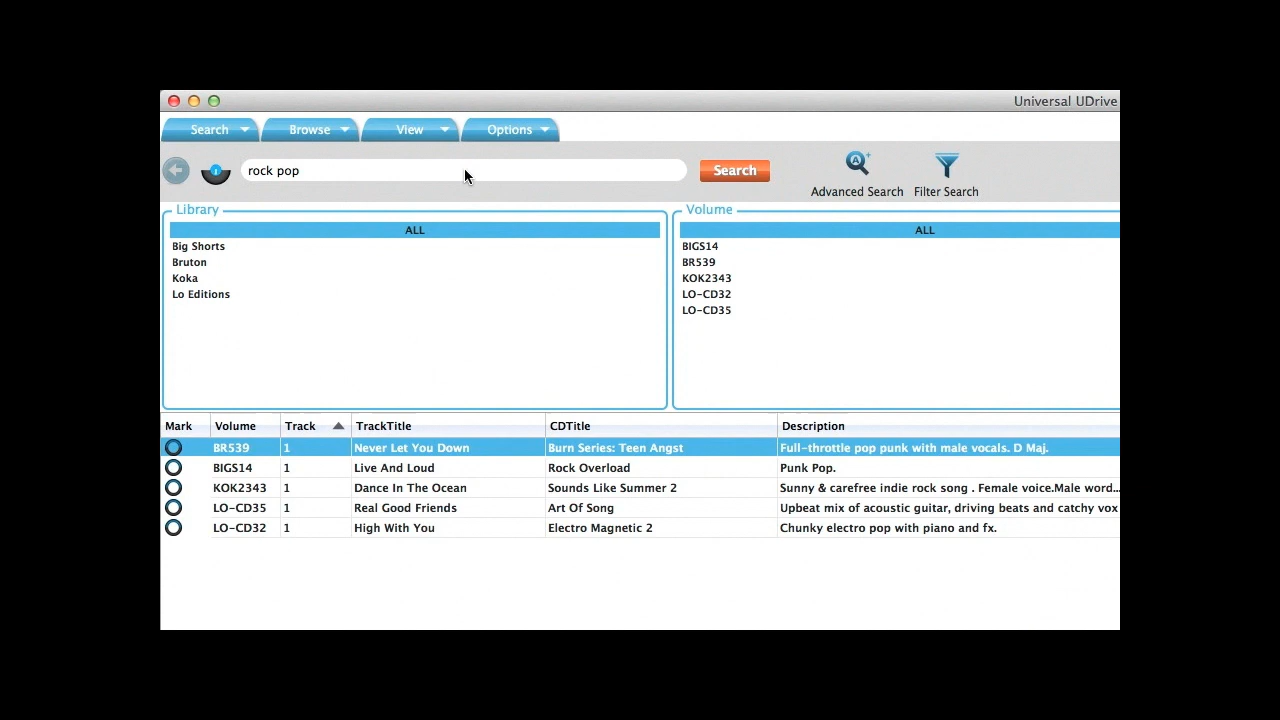 Universal UDrive
Search Browse View Options
rock pop Search
Advanced Search Filter Search
Library Volume
ALL ALL
Big Shorts BIGS14
Bruton BR539
Koka KOK2343
Lo Editions LO-CD32
LO-CD35
Mark Volume Track TrackTitle CDTitle Description
BR539 1 Never Let You Down Burn Series: Teen Angst Full-throttle pop punk with male vocals. D Maj.
BIGS14 1 Live And Loud Rock Overload Punk Pop.
KOK2343 1 Dance In The Ocean Sounds Like Summer 2 Sunny & carefree indie rock song . Female voice.Male word...
LO-CD35 1 Real Good Friends Art Of Song Upbeat mix of acoustic guitar, driving beats and catchy vox
LO-CD32 1 High With You Electro Magnetic 2 Chunky electro pop with piano and fx.